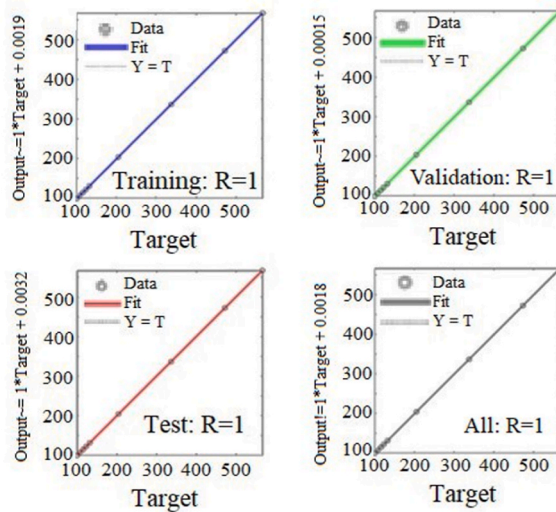 Output~=1*Target + 0.0019
500
400
300
200
100
Data
Fit
Y = T
Training: R=1
100 200 300 400 500
Target
Output~=1*Target + 0.00015
500
400
300
200
100
Data
Fit
Y = T
Validation: R=1
100 200 300 400 500
Target
Output~= 1*Target + 0.0032
500
400
300
200
100
Data
Fit
Y = T
Test: R=1
100 200 300 400 500
Target
Output!=1*Target + 0.0018
500
400
300
200
100
Data
Fit
Y = T
All: R=1
100 200 300 400 500
Target